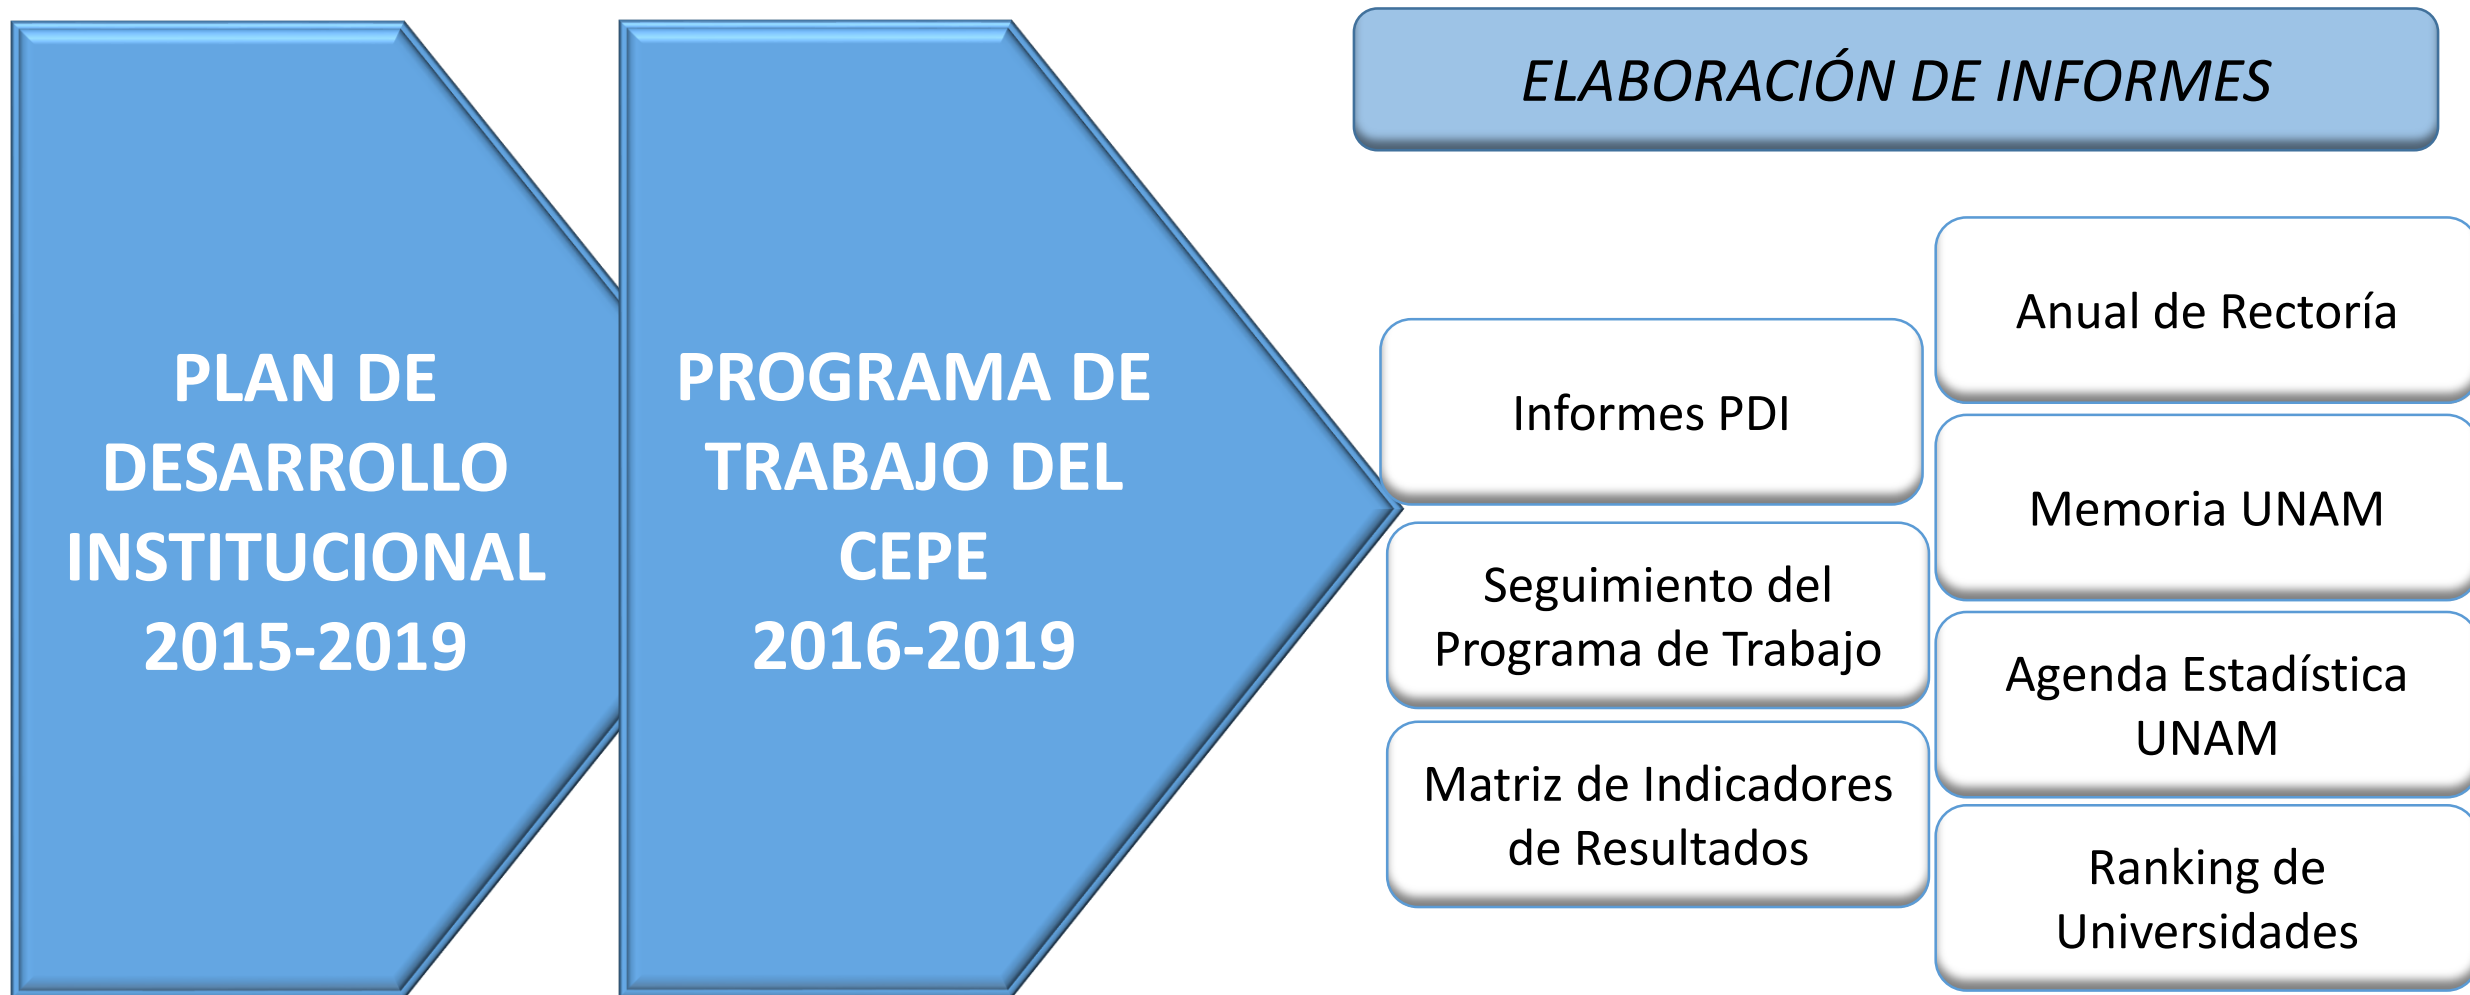 PLAN DE
DESARROLLO
INSTITUCIONAL
2015-2019
PROGRAMA DE
TRABAJO DEL
CEPE
2016-2019
ELABORACIÓN DE INFORMES
Informes PDI
Seguimiento del
Programa de Trabajo
Matriz de Indicadores
de Resultados
Anual de Rectoría
Memoria UNAM
Agenda Estadística
UNAM
Ranking de
Universidades